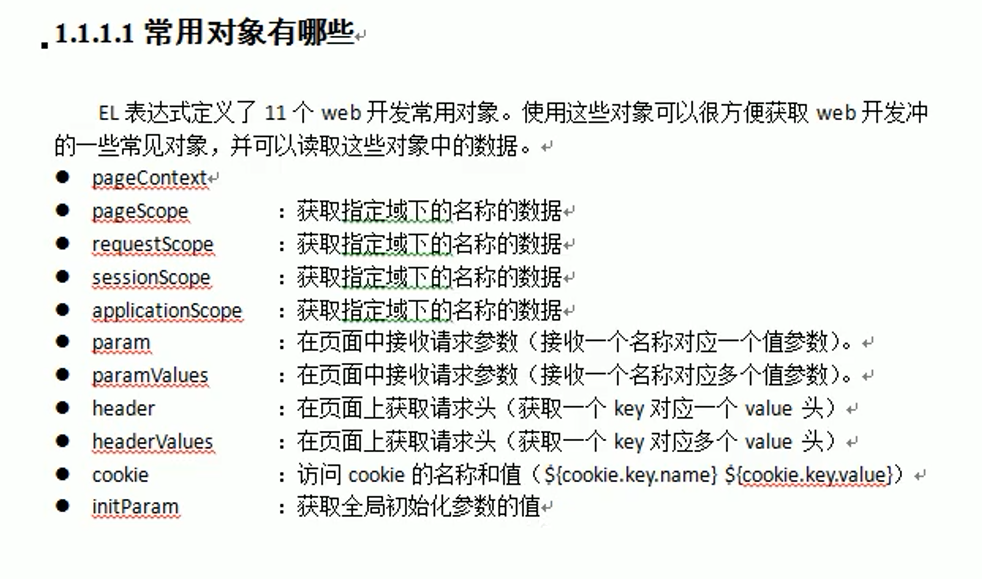 1.1.1.1 常用对象有哪些
EL 表达式定义了 11 个 web 开发常用对象。使用这些对象可以很方便获取 web 开发冲
的一些常见对象，并可以读取这些对象中的数据。
● pageContext
● pageScope ：获取指定域下的名称的数据
● requestScope ：获取指定域下的名称的数据
● sessionScope ：获取指定域下的名称的数据
● applicationScope ：获取指定域下的名称的数据
● param ：在页面中接收请求参数（接收一个名称对应一个值参数）。
● paramValues ：在页面中接收请求参数（接收一个名称对应多个值参数）。
● header ：在页面上获取请求头（获取一个 key 对应一个 value 头）
● headerValues ：在页面上获取请求头（获取一个 key 对应多个 value 头）
● cookie ：访问 cookie 的名称和值（${cookie.key.name} ${cookie.key.value}）
● initParam ：获取全局初始化参数的值